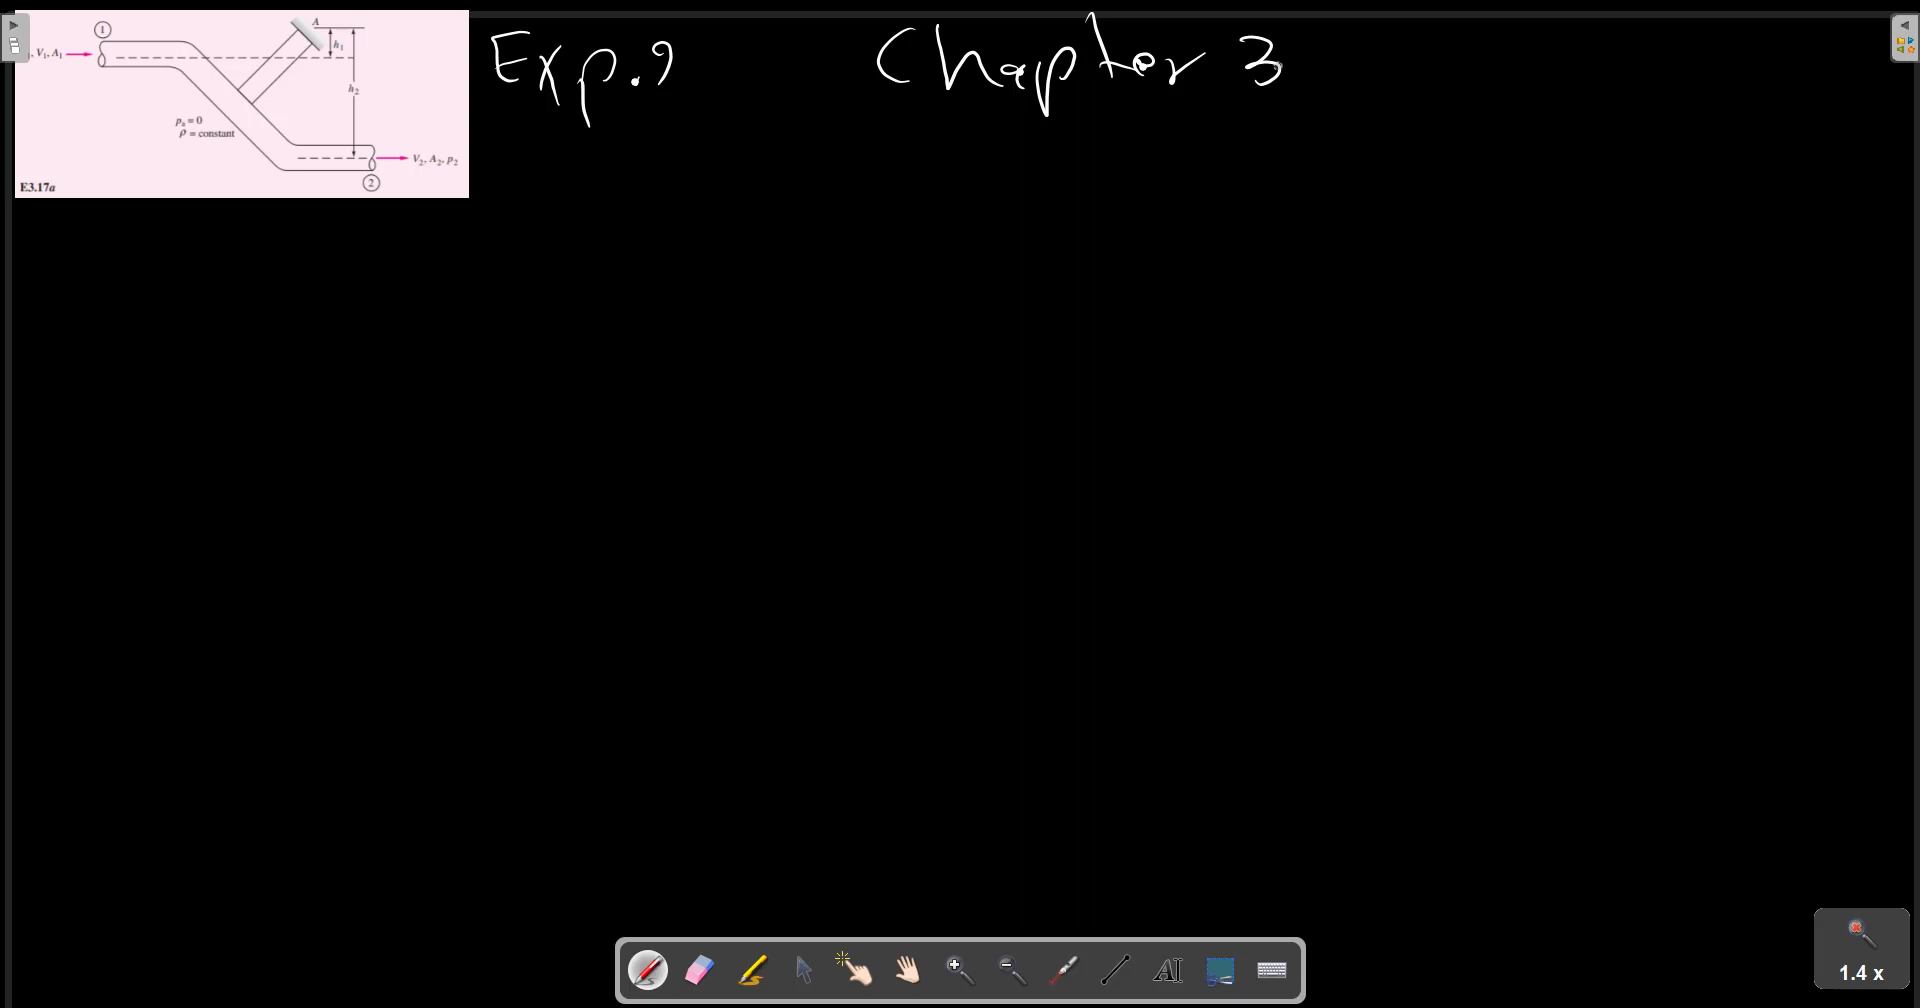 Exp.9 Chapter 3
1
A
V1, A1
h1
h2
pa = 0
ρ = constant
V2, A2, p2
E3.17a
2
AI
1.4 x